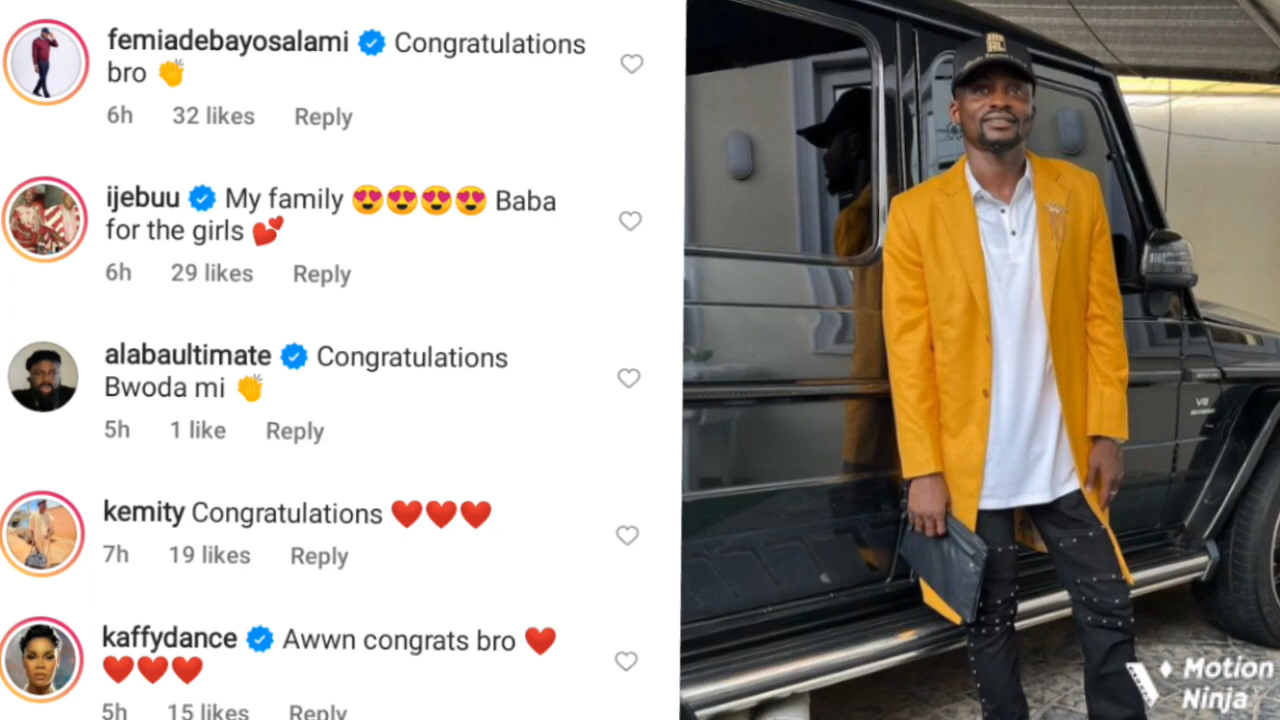 femiadebayosalami Congratulations
bro 👏
6h 32 likes Reply
ijebuu My family 😍😍😍😍 Baba
for the girls 💕
6h 29 likes Reply
alabaultimate Congratulations
Bwoda mi 👏
5h 1 like Reply
kemity Congratulations ❤️❤️❤️
7h 19 likes Reply
kaffydance Awwn congrats bro ❤️
❤️❤️❤️
5h 15 likes Reply
RL
V8
Motion
Ninja